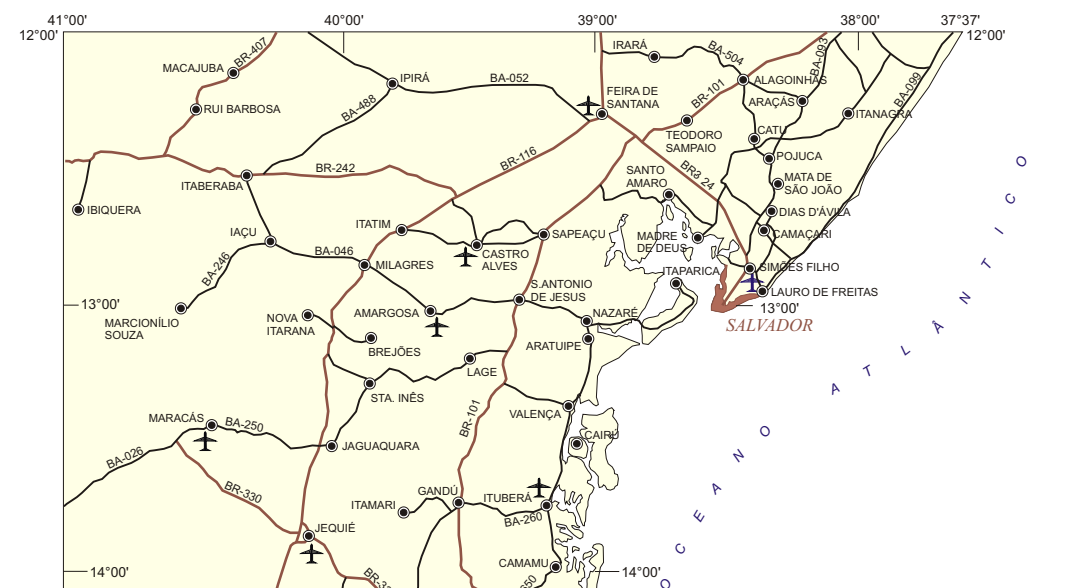 41°00'
40°00'
39°00'
38°00'
37°37'
12°00'
12°00'
IRARÁ
BA-504
BA-093
BR-407
MACAJUBA
IPIRÁ
BA-052
ALAGOINHAS
BA-099
FEIRA DE
SANTANA
BR-101
ARAÇÁS
RUI BARBOSA
BA-488
ITANAGRA
TEODORO
SAMPAIO
CATU
POJUCA
BR-116
BR-242
SANTO
AMARO
BR3 24
MATA DE
SÃO JOÃO
ITABERABA
IBIQUERA
DIAS D'ÁVILA
ITATIM
IAÇU
SAPEAÇU
MADRE
DE DEUS
CAMAÇARI
BA-046
CASTRO
ALVES
MILAGRES
BA-246
ITAPARICA
SIMÕES FILHO
S.ANTONIO
DE JESUS
LAURO DE FREITAS
13°00'
13°00'
MARCIONÍLIO
SOUZA
NOVA
ITARANA
AMARGOSA
NAZARÉ
SALVADOR
BREJÕES
ARATUIPE
LAGE
STA. INÊS
VALENÇA
BR-101
MARACÁS
BA-250
CAIRÚ
JAGUAQUARA
BA-026
BR-330
GANDÚ
ITUBERÁ
ITAMARI
BA-260
JEQUIÉ
CAMAMU
14°00'
14°00'
OCEANO ATLÂNTICO